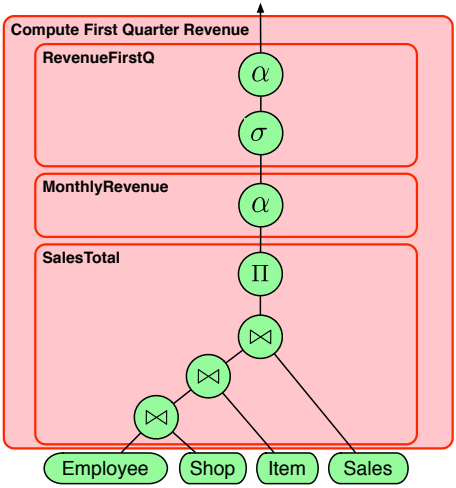 Compute First Quarter Revenue
RevenueFirstQ
α
σ
MonthlyRevenue
α
SalesTotal
Π
⋈
⋈
⋈
Employee Shop Item Sales